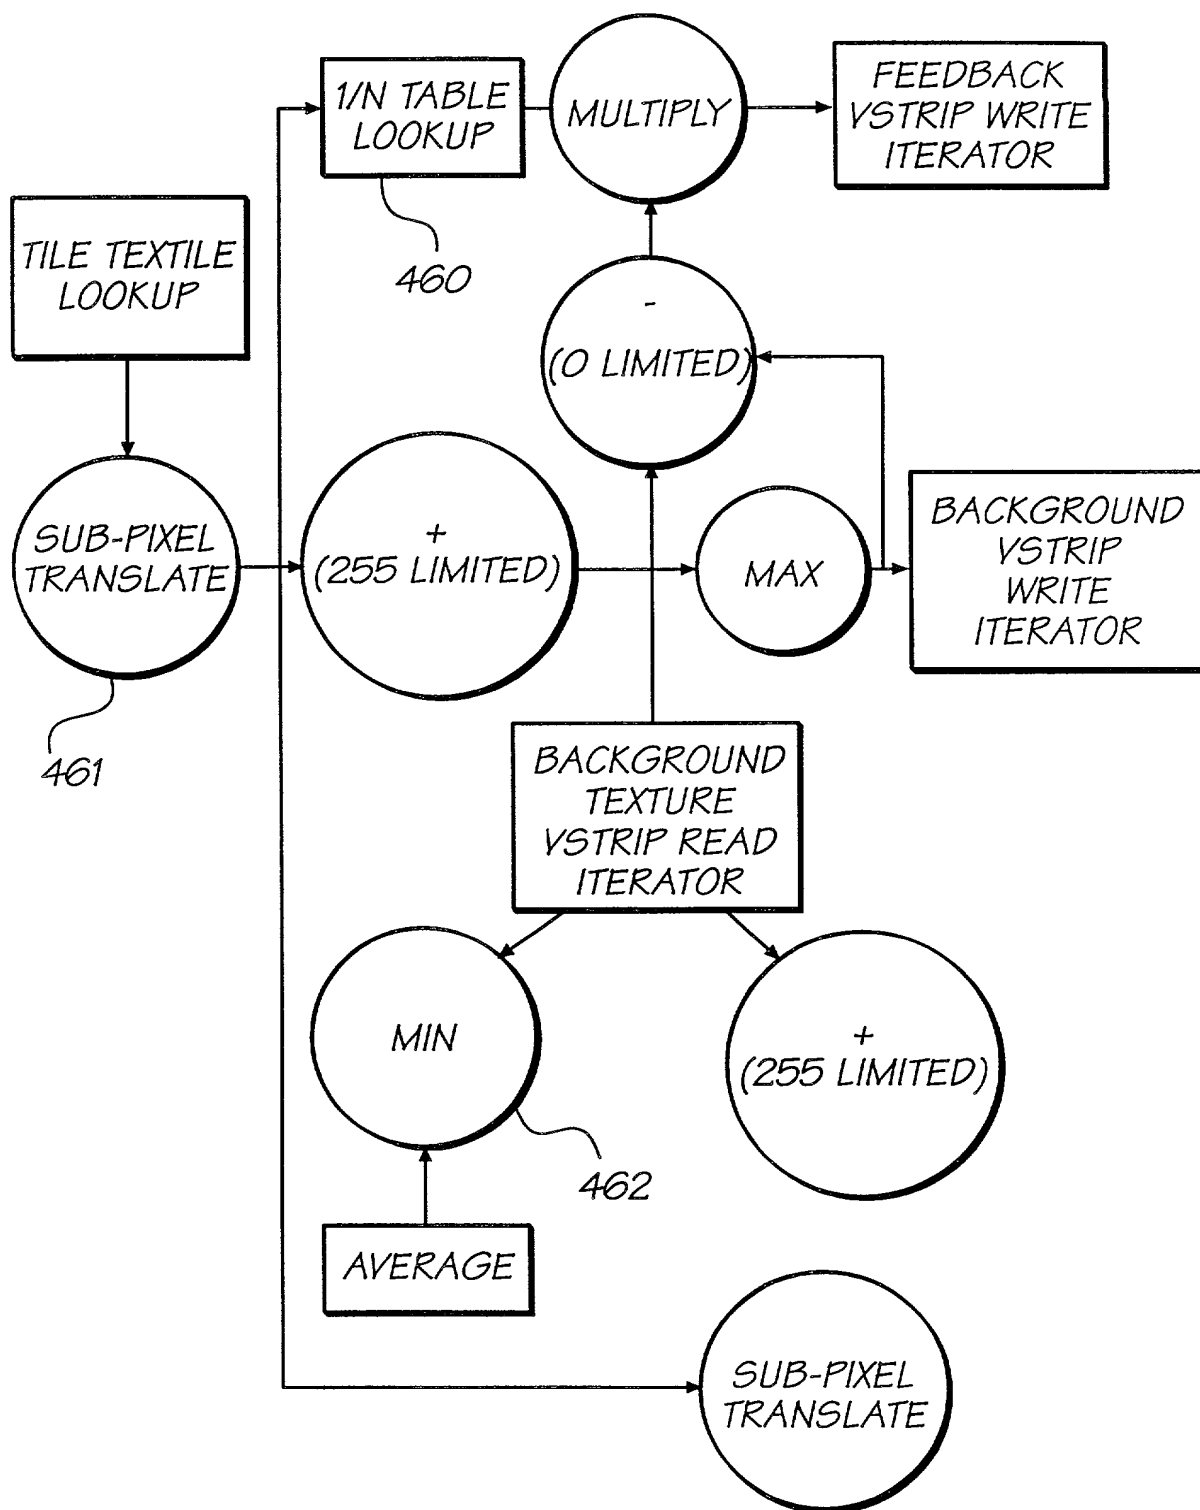 1/N TABLE
LOOKUP
MULTIPLY
FEEDBACK
VSTRIP WRITE
ITERATOR
460
TILE TEXTILE
LOOKUP
-
(0 LIMITED)
SUB-PIXEL
TRANSLATE
461
+
(255 LIMITED)
MAX
BACKGROUND
VSTRIP
WRITE
ITERATOR
BACKGROUND
TEXTURE
VSTRIP READ
ITERATOR
MIN
462
+
(255 LIMITED)
AVERAGE
SUB-PIXEL
TRANSLATE